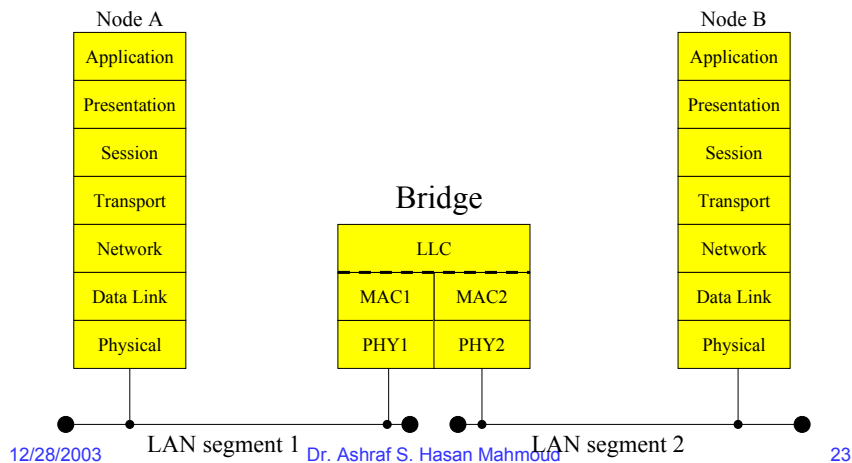 Node A
Application
Presentation
Session
Transport
Network
Data Link
Physical
Bridge
LLC
MAC1 MAC2
PHY1 PHY2
Node B
Application
Presentation
Session
Transport
Network
Data Link
Physical
LAN segment 1
LAN segment 2
12/28/2003 Dr. Ashraf S. Hasan Mahmoud 23